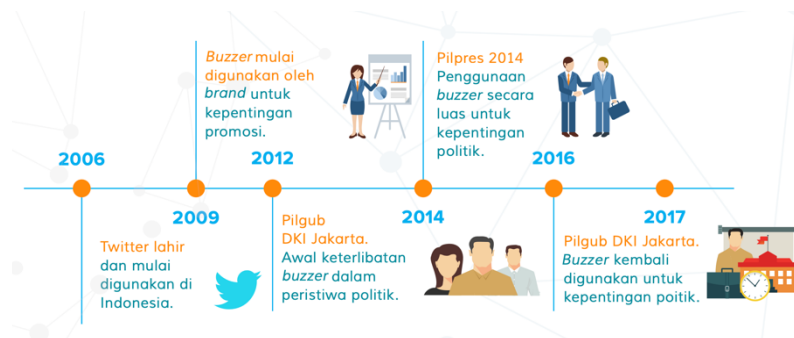 2006
Twitter lahir
dan mulai
digunakan di
Indonesia.
Buzzer mulai
digunakan oleh
brand untuk
kepentingan
promosi.
2009
2012
Pilgub
DKI Jakarta.
Awal keterlibatan
buzzer dalam
peristiwa politik.
Pilpres 2014
Penggunaan
buzzer secara
luas untuk
kepentingan
politik.
2014
2016
Pilgub DKI Jakarta.
Buzzer kembali
digunakan untuk
kepentingan poitik.
2017